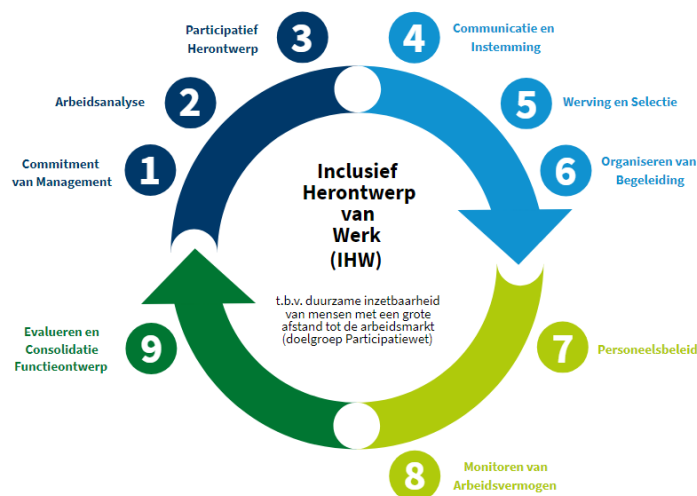 1
Commitment
van Management
2
Arbeidsanalyse
3
Participatief
Herontwerp
4
Communicatie en
Instemming
5
Werving en Selectie
6
Organiseren van
Begeleiding
7
Personeelsbeleid
8
Monitoren van
Arbeidsvermogen
9
Evalueren en
Consolidatie
Functieontwerp
Inclusief
Herontwerp
van
Werk
(IHW)
t.b.v. duurzame inzetbaarheid
van mensen met een grote
afstand tot de arbeidsmarkt
(doelgroep Participatiewet)